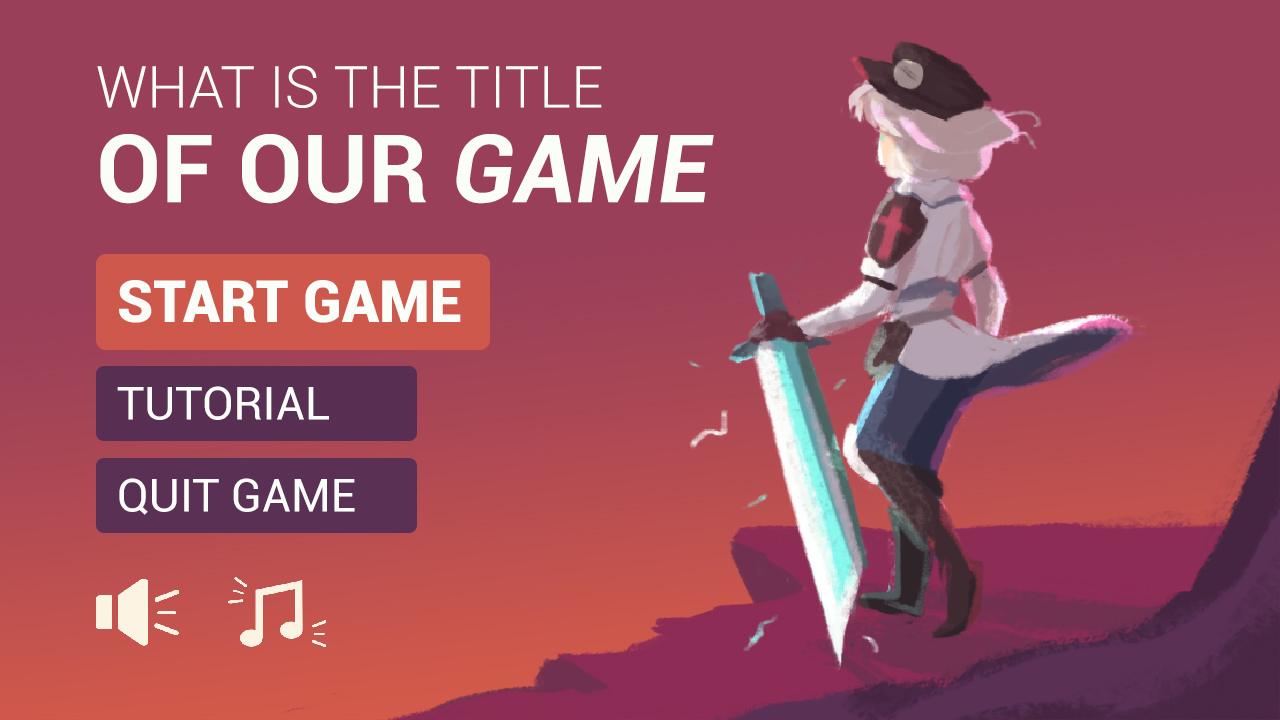 WHAT IS THE TITLE
OF OUR GAME
START GAME
TUTORIAL
QUIT GAME